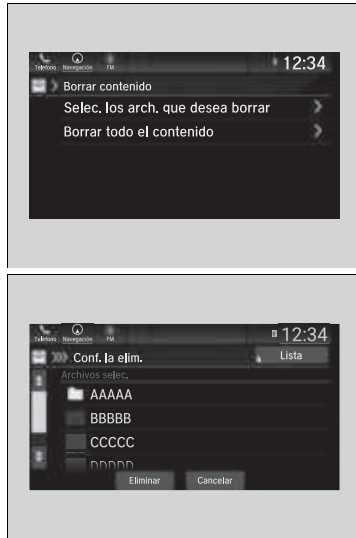 12:34
Teléfono Navegación FM
Borrar contenido
Selec. los arch. que desea borrar
Borrar todo el contenido
12:34
Teléfono Navegación FM
Conf. la elim.
Lista
Archivos selec.
AAAAA
BBBBB
CCCCC
DDDDD
Eliminar Cancelar